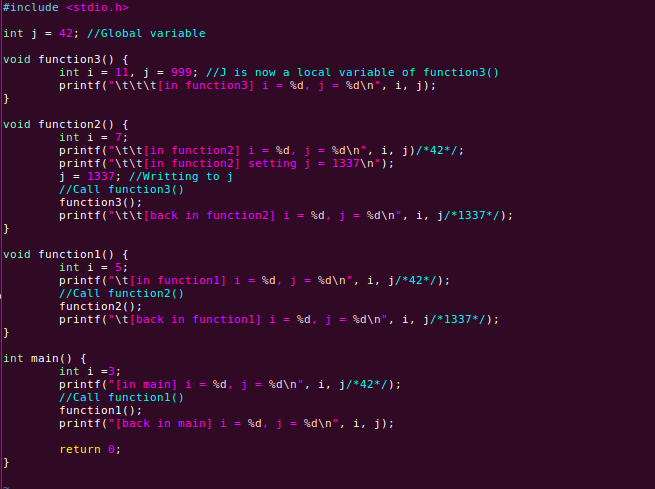 #include <stdio.h>

int j = 42; //Global variable

void function3() {
        int i = 11, j = 999; //J is now a local variable of function3()
        printf("\t\t\t[in function3] i = %d, j = %d\n", i, j);
}

void function2() {
        int i = 7;
        printf("\t\t[in function2] i = %d, j = %d\n", i, j)/*42*/;
        printf("\t\t[in function2] setting j = 1337\n");
        j = 1337; //Writting to j
        //Call function3()
        function3();
        printf("\t\t[back in function2] i = %d, j = %d\n", i, j/*1337*/);
}

void function1() {
        int i = 5;
        printf("\t[in function1] i = %d, j = %d\n", i, j/*42*/);
        //Call function2()
        function2();
        printf("\t[back in function1] i = %d, j = %d\n", i, j/*1337*/);
}

int main() {
        int i =3;
        printf("[in main] i = %d, j = %d\n", i, j/*42*/);
        //Call function1()
        function1();
        printf("[back in main] i = %d, j = %d\n", i, j);

        return 0;
}

~